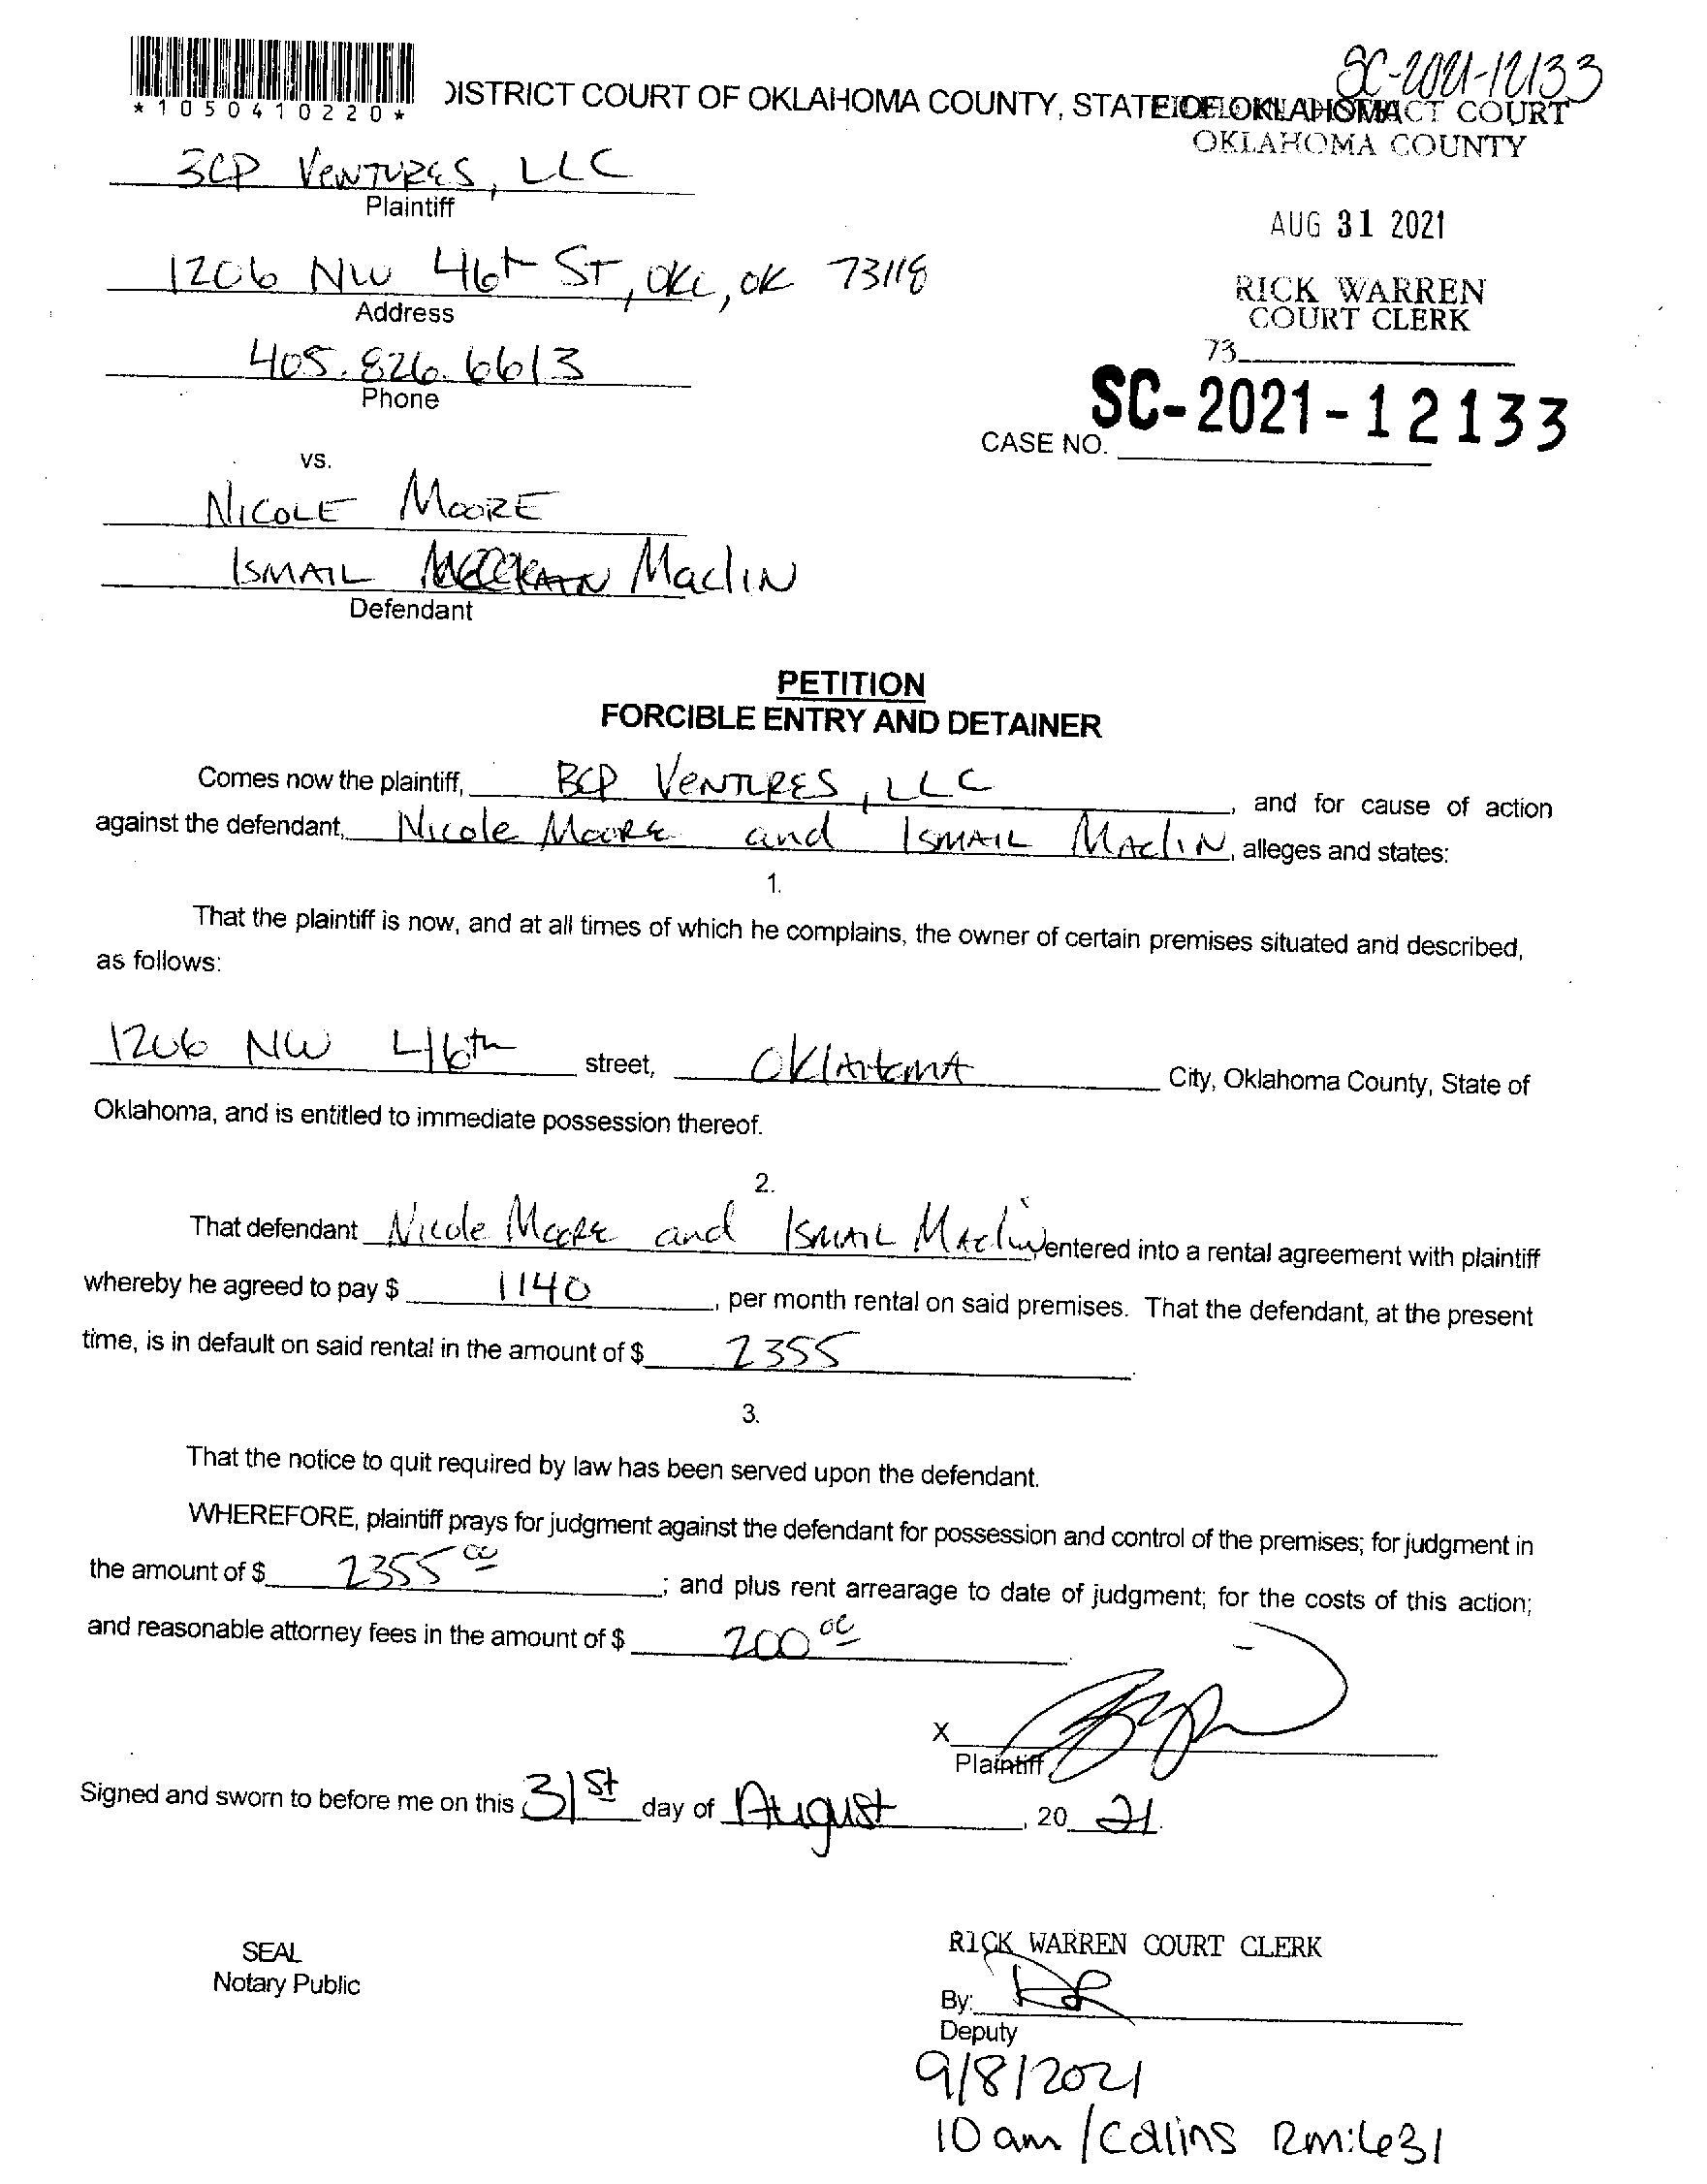 SC-2021-12133
*1050410220*
DISTRICT COURT OF OKLAHOMA COUNTY, STATE OF OKLAHOMA
DISTRICT COURT
OKLAHOMA COUNTY
3CP VENTURES, LLC
Plaintiff
AUG 31 2021
1206 NW 46th ST, OKC, OK 73118
Address
RICK WARREN
COURT CLERK
405.826.6613
Phone
73
CASE NO. SC-2021-12133
vs.
NICOLE MOORE
ISMAIL MaclIN
Defendant
PETITION
FORCIBLE ENTRY AND DETAINER
Comes now the plaintiff, BCP VENTURES, LLC, and for cause of action
against the defendant, Nicole MOORE and ISMAIL MAclIN, alleges and states:
1.
That the plaintiff is now, and at all times of which he complains, the owner of certain premises situated and described,
as follows:
1206 NW 46th street, OKlAHomA City, Oklahoma County, State of
Oklahoma, and is entitled to immediate possession thereof.
2.
That defendant Nicole Moore and ISMAIL MAclin entered into a rental agreement with plaintiff
whereby he agreed to pay $ 1140, per month rental on said premises. That the defendant, at the present
time, is in default on said rental in the amount of $ 2355.
3.
That the notice to quit required by law has been served upon the defendant.
WHEREFORE, plaintiff prays for judgment against the defendant for possession and control of the premises; for judgment in
the amount of $ 2355 00; and plus rent arrearage to date of judgment; for the costs of this action;
and reasonable attorney fees in the amount of $ 200 00.
X
Plaintiff
Signed and sworn to before me on this 31st day of August, 20 21.
SEAL
Notary Public
RICK WARREN COURT CLERK
By:
Deputy
9/8/2021
10 am / Collins Rm: 631